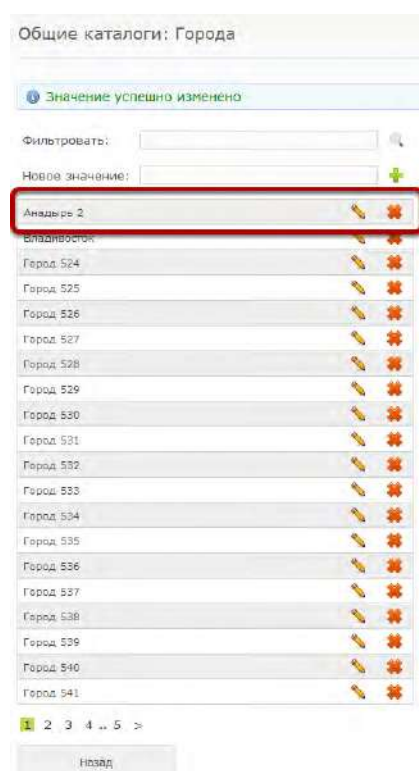 Общие каталоги: Города
Значение успешно изменено
Фильтровать:
Новое значение:
Анадырь 2
Владивосток
Город 524
Город 525
Город 526
Город 527
Город 528
Город 529
Город 530
Город 531
Город 532
Город 533
Город 534
Город 535
Город 536
Город 537
Город 538
Город 539
Город 540
Город 541
1 2 3 4 .. 5 >
Назад